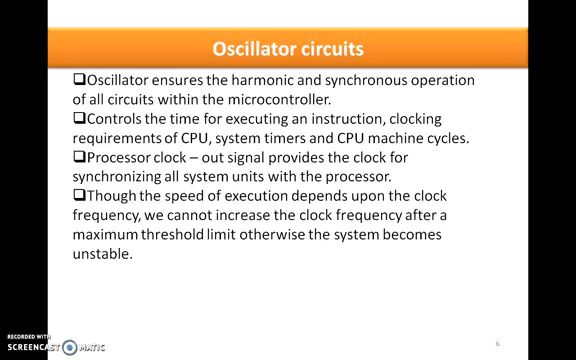 Oscillator circuits
❑Oscillator ensures the harmonic and synchronous operation
of all circuits within the microcontroller.
❑Controls the time for executing an instruction, clocking
requirements of CPU, system timers and CPU machine cycles.
❑Processor clock – out signal provides the clock for
synchronizing all system units with the processor.
❑Though the speed of execution depends upon the clock
frequency, we cannot increase the clock frequency after a
maximum threshold limit otherwise the system becomes
unstable.
RECORDED WITH
SCREENCAST MATIC
6